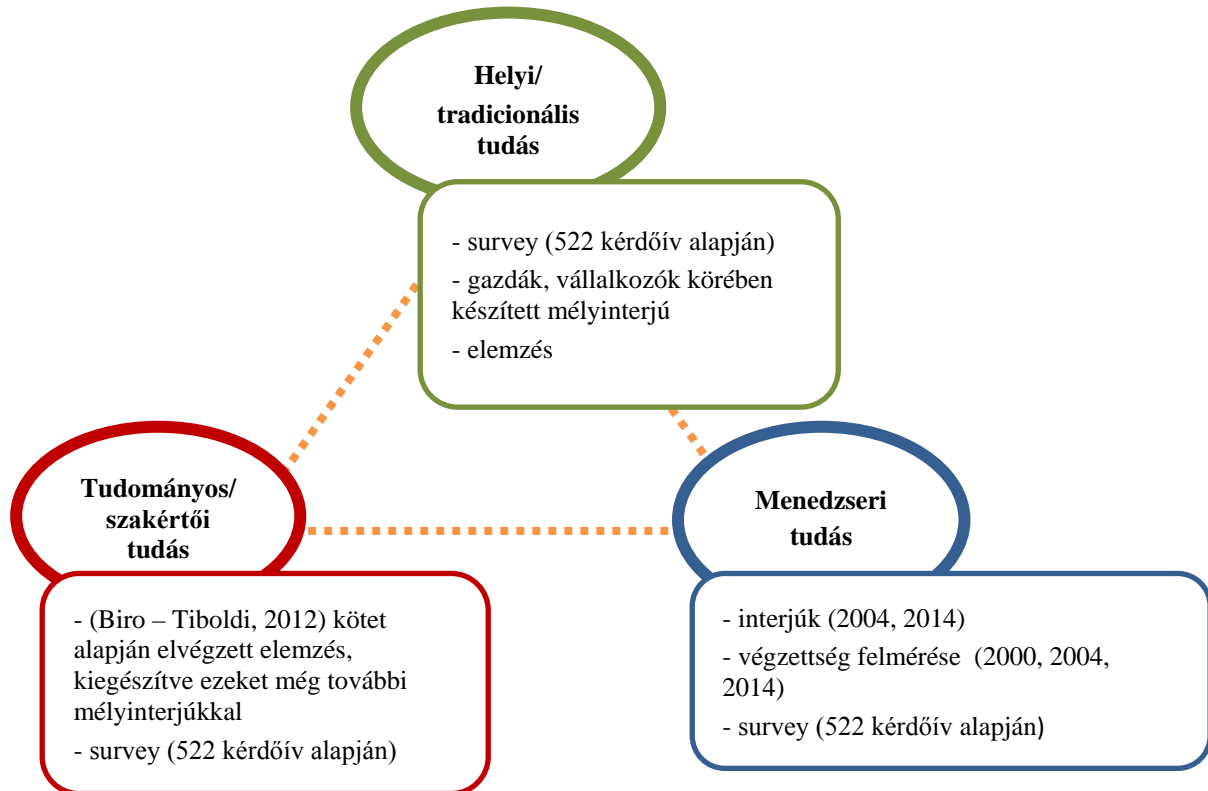 Helyi/
tradicionális
tudás
- survey (522 kérdőív alapján)
- gazdák, vállalkozók körében
készített mélyinterjú
- elemzés
Tudományos/
szakértői
tudás
- (Biro – Tiboldi, 2012) kötet
alapján elvégzett elemzés,
kiegészítve ezeket még további
mélyinterjúkkal
- survey (522 kérdőív alapján)
Menedzseri
tudás
- interjúk (2004, 2014)
- végzettség felmérése (2000, 2004,
2014)
- survey (522 kérdőív alapján)